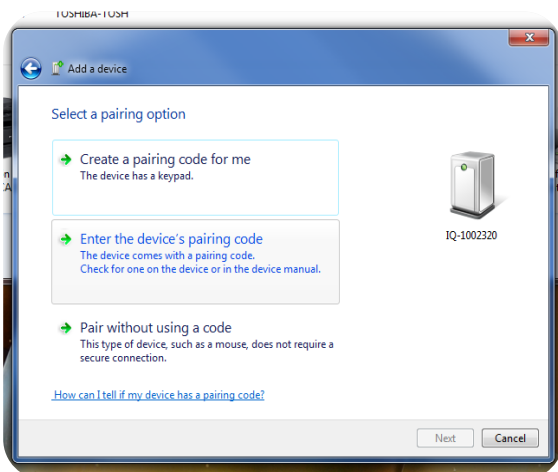 TOSHIBA-TOSH
Add a device
Select a pairing option
Create a pairing code for me
The device has a keypad.
Enter the device's pairing code
The device comes with a pairing code.
Check for one on the device or in the device manual.
IQ-1002320
Pair without using a code
This type of device, such as a mouse, does not require a
secure connection.
How can I tell if my device has a pairing code?
Next
Cancel